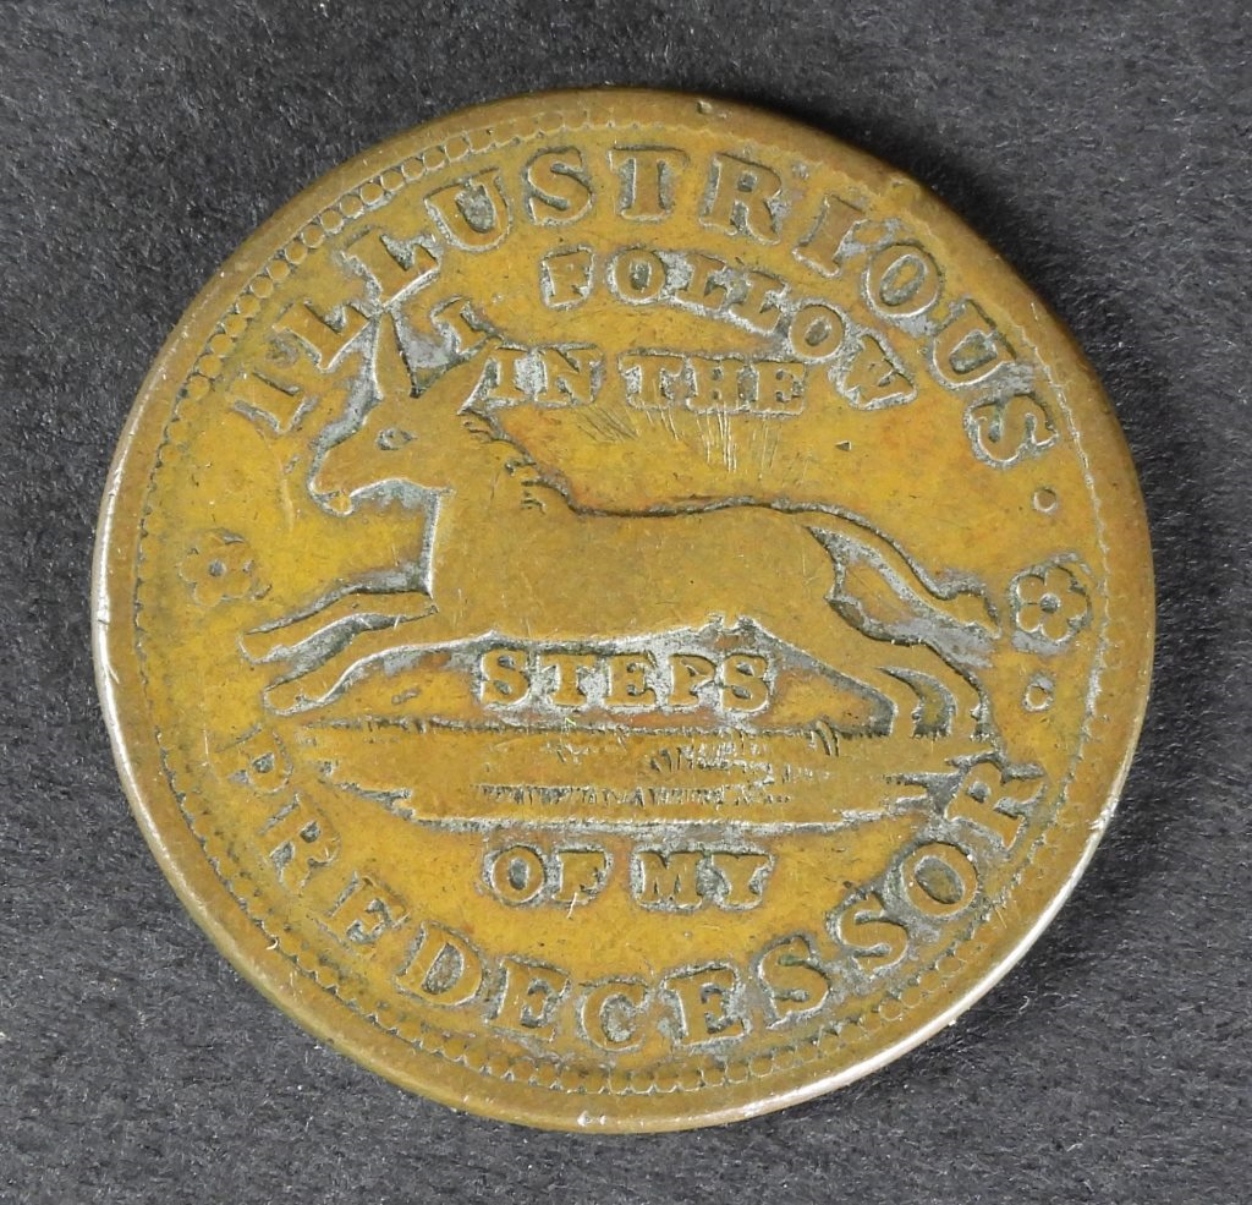 ILLUSTRIOUS
PREDECESSOR
I FOLLOW
IN THE
STEPS
OF MY